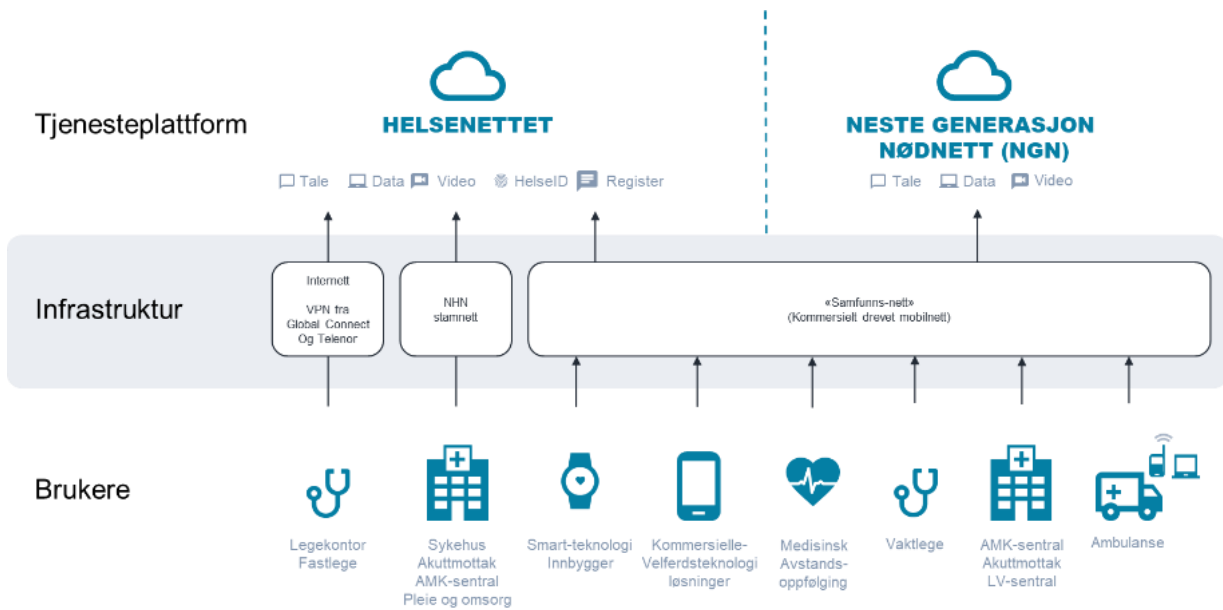 Tjenesteplattform
HELSENETTET
Tale Data Video HelseID Register
NESTE GENERASJON
NØDNETT (NGN)
Tale Data Video
Infrastruktur
Internett
VPN fra
Global Connect
Og Telenor
NHN
stamnett
«Samfunns-nett»
(Kommersielt drevet mobilnett)
Brukere
Legekontor
Fastlege
Sykehus
Akuttmottak
AMK-sentral
Pleie og omsorg
Smart-teknologi
Innbygger
Kommersielle-
Velferdsteknologi
løsninger
Medisinsk
Avstands-
oppfølging
Vaktlege
AMK-sentral
Akuttmottak
LV-sentral
Ambulanse